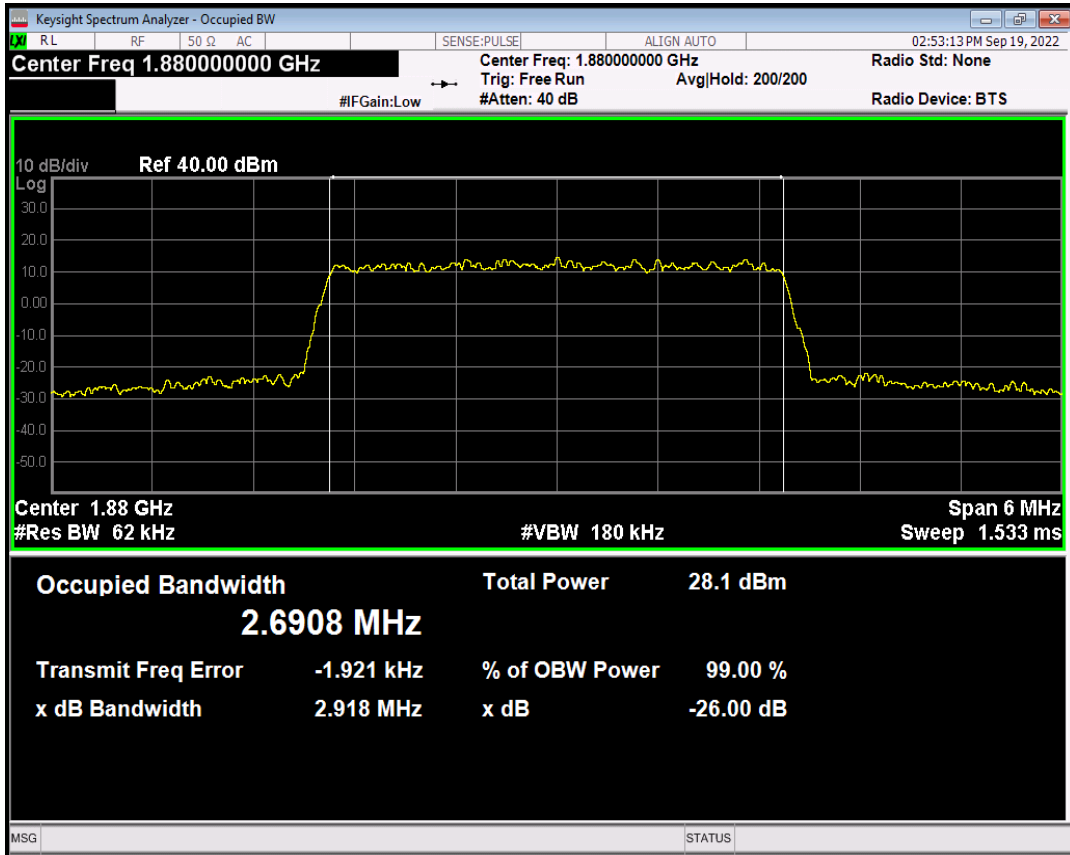 Keysight Spectrum Analyzer - Occupied BW
LXI RL RF 50 Ω AC SENSE:PULSE ALIGN AUTO 02:53:13 PM Sep 19, 2022
Center Freq 1.880000000 GHz Center Freq: 1.880000000 GHz Radio Std: None
Trig: Free Run Avg|Hold: 200/200
#IFGain:Low #Atten: 40 dB Radio Device: BTS
10 dB/div Ref 40.00 dBm
Log
30.0
20.0
10.0
0.00
-10.0
-20.0
-30.0
-40.0
-50.0
Center 1.88 GHz Span 6 MHz
#Res BW 62 kHz #VBW 180 kHz Sweep 1.533 ms
Occupied Bandwidth Total Power 28.1 dBm
2.6908 MHz
Transmit Freq Error -1.921 kHz % of OBW Power 99.00 %
x dB Bandwidth 2.918 MHz x dB -26.00 dB
MSG STATUS